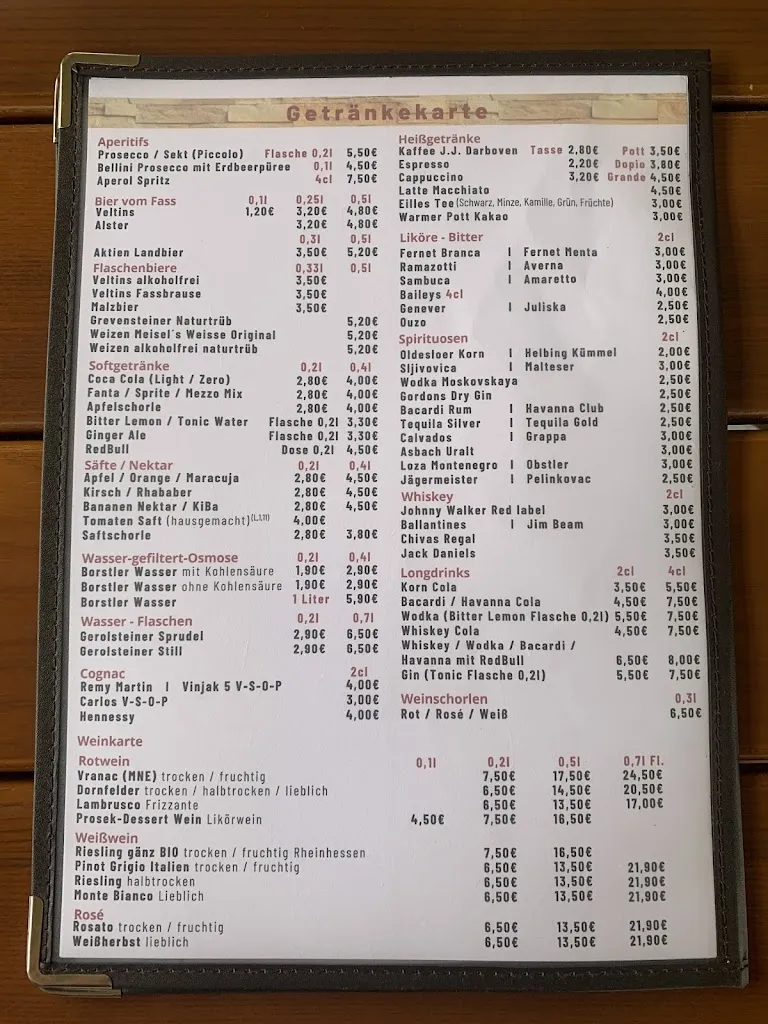 Getränkekarte
Aperitifs
Prosecco / Sekt (Piccolo) Flasche 0,2l 5,50€
Bellini Prosecco mit Erdbeerpüree 0,1l 4,50€
Aperol Spritz 4cl 7,50€
Bier vom Fass 0,1l 0,25l 0,5l
Veltins 1,20€ 3,20€ 4,80€
Alster 3,20€ 4,80€
0,3l 0,5l
Aktien Landbier 3,50€ 5,20€
Flaschenbiere 0,33l 0,5l
Veltins alkoholfrei 3,50€
Veltins Fassbrause 3,50€
Malzbier 3,50€
Grevensteiner Naturtrüb 5,20€
Weizen Meisel's Weisse Original 5,20€
Weizen alkoholfrei naturtrüb 5,20€
Softgetränke 0,2l 0,4l
Coca Cola (Light / Zero) 2,80€ 4,00€
Fanta / Sprite / Mezzo Mix 2,80€ 4,00€
Apfelschorle 2,80€ 4,00€
Bitter Lemon / Tonic Water Flasche 0,2l 3,30€
Ginger Ale Flasche 0,2l 3,30€
RedBull Dose 0,2l 4,50€
Säfte / Nektar 0,2l 0,4l
Apfel / Orange / Maracuja 2,80€ 4,50€
Kirsch / Rhababer 2,80€ 4,50€
Bananen Nektar / KiBa 2,80€ 4,50€
Tomaten Saft (hausgemacht)(L,1,11) 4,00€
Saftschorle 2,80€ 3,80€
Wasser-gefiltert-Osmose 0,2l 0,4l
Borstler Wasser mit Kohlensäure 1,90€ 2,90€
Borstler Wasser ohne Kohlensäure 1,90€ 2,90€
Borstler Wasser 1 Liter 5,90€
Wasser - Flaschen 0,2l 0,7l
Gerolsteiner Sprudel 2,90€ 6,50€
Gerolsteiner Still 2,90€ 6,50€
Cognac 2cl
Remy Martin | Vinjak 5 V-S-O-P 4,00€
Carlos V-S-O-P 3,00€
Hennessy 4,00€
Heißgetränke
Kaffee J.J. Darboven Tasse 2,80€ Pott 3,50€
Espresso 2,20€ Dopio 3,80€
Cappuccino 3,20€ Grande 4,50€
Latte Macchiato 4,50€
Eilles Tee (Schwarz, Minze, Kamille, Grün, Früchte) 3,00€
Warmer Pott Kakao 3,00€
Liköre - Bitter 2cl
Fernet Branca | Fernet Menta 3,00€
Ramazotti | Averna 3,00€
Sambuca | Amaretto 3,00€
Baileys 4cl 4,00€
Genever | Juliska 2,50€
Ouzo 2,50€
Spirituosen 2cl
Oldesloer Korn | Helbing Kümmel 2,00€
Sljivovica | Malteser 3,00€
Wodka Moskovskaya 2,50€
Gordons Dry Gin 2,50€
Bacardi Rum | Havanna Club 2,50€
Tequila Silver | Tequila Gold 2,50€
Calvados | Grappa 3,00€
Asbach Uralt 3,00€
Loza Montenegro | Obstler 3,00€
Jägermeister | Pelinkovac 2,50€
Whiskey 2cl
Johnny Walker Red label 3,00€
Ballantines | Jim Beam 3,00€
Chivas Regal 3,50€
Jack Daniels 3,50€
Longdrinks 2cl 4cl
Korn Cola 3,50€ 5,50€
Bacardi / Havanna Cola 4,50€ 7,50€
Wodka (Bitter Lemon Flasche 0,2l) 5,50€ 7,50€
Whiskey Cola 4,50€ 7,50€
Whiskey / Wodka / Bacardi /
Havanna mit RedBull 6,50€ 8,00€
Gin (Tonic Flasche 0,2l) 5,50€ 7,50€
Weinschorlen 0,3l
Rot / Rosé / Weiß 6,50€
Weinkarte
Rotwein 0,1l 0,2l 0,5l 0,7l Fl.
Vranac (MNE) trocken / fruchtig 7,50€ 17,50€ 24,50€
Dornfelder trocken / halbtrocken / lieblich 6,50€ 14,50€ 20,50€
Lambrusco Frizzante 6,50€ 13,50€ 17,00€
Prosek-Dessert Wein Likörwein 4,50€ 7,50€ 16,50€
Weißwein
Riesling gänz BIO trocken / fruchtig Rheinhessen 7,50€ 16,50€
Pinot Grigio Italien trocken / fruchtig 6,50€ 13,50€ 21,90€
Riesling halbtrocken 6,50€ 13,50€ 21,90€
Monte Bianco Lieblich 6,50€ 13,50€ 21,90€
Rosé
Rosato trocken / fruchtig 6,50€ 13,50€ 21,90€
Weißherbst lieblich 6,50€ 13,50€ 21,90€